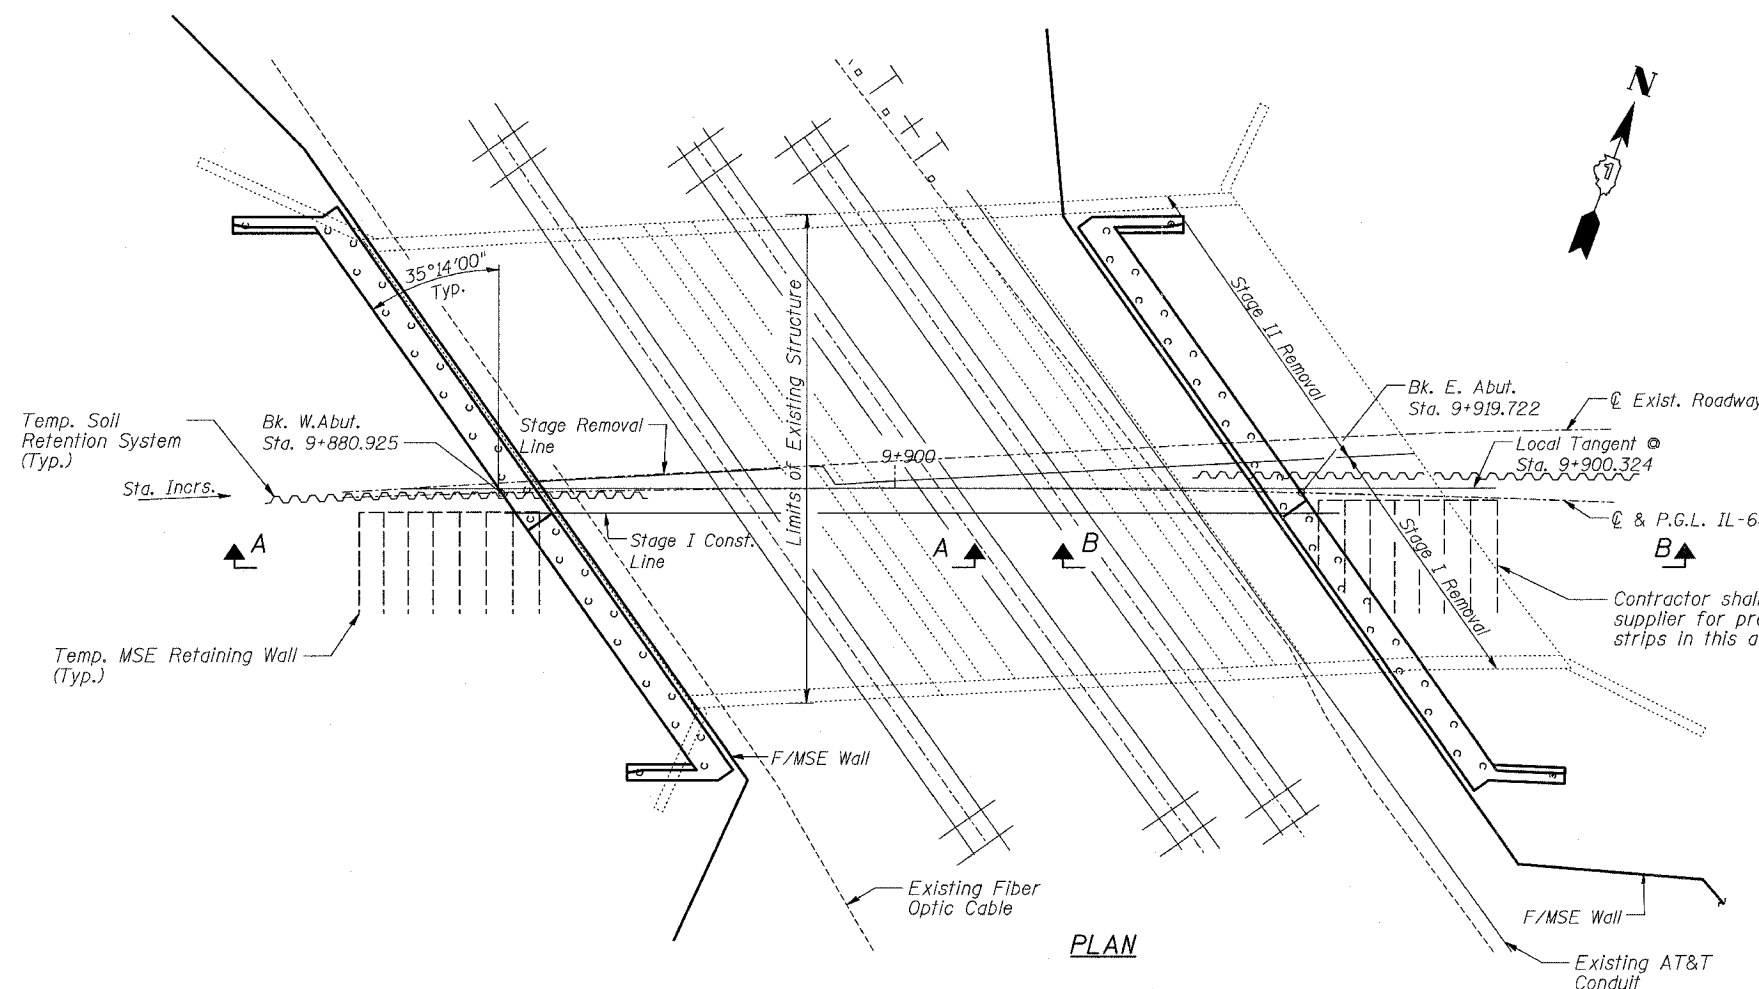 N
1
35°14'00"
Typ.
Limits of Existing Structure
Stage II Removal
Temp. Soil
Retention System
(Typ.)
Bk. W.Abut.
Sta. 9+880.925
Stage Removal
Line
9+900
Bk. E. Abut.
Sta. 9+919.722
℄ Exist. Roadway
Local Tangent @
Sta. 9+900.324
Sta. Incrs.
℄ & P.G.L. IL-6
A
Stage I Const.
Line
A
B
Stage I Removal
B
Contractor shal
supplier for pre
strips in this a
Temp. MSE Retaining Wall
(Typ.)
F/MSE Wall
Existing Fiber
Optic Cable
F/MSE Wall
PLAN
Existing AT&T
Conduit